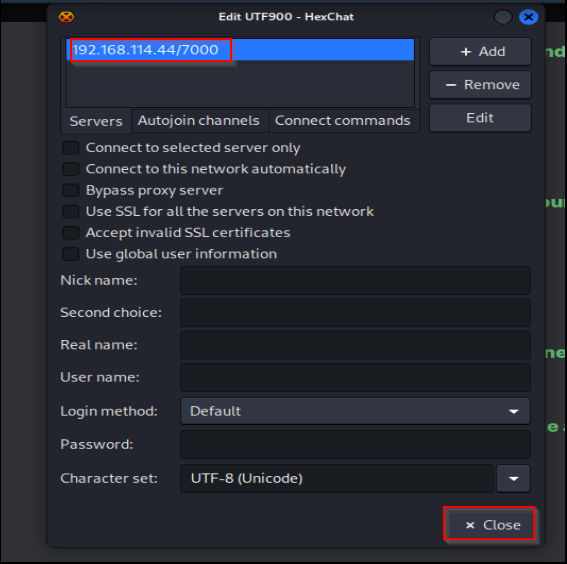 Edit UTF900 - HexChat
192.168.114.44/7000
+ Add
− Remove
Edit
Servers
Autojoin channels
Connect commands
Connect to selected server only
Connect to this network automatically
Bypass proxy server
Use SSL for all the servers on this network
Accept invalid SSL certificates
Use global user information
Nick name:
Second choice:
Real name:
User name:
Login method:
Default
Password:
Character set:
UTF-8 (Unicode)
× Close